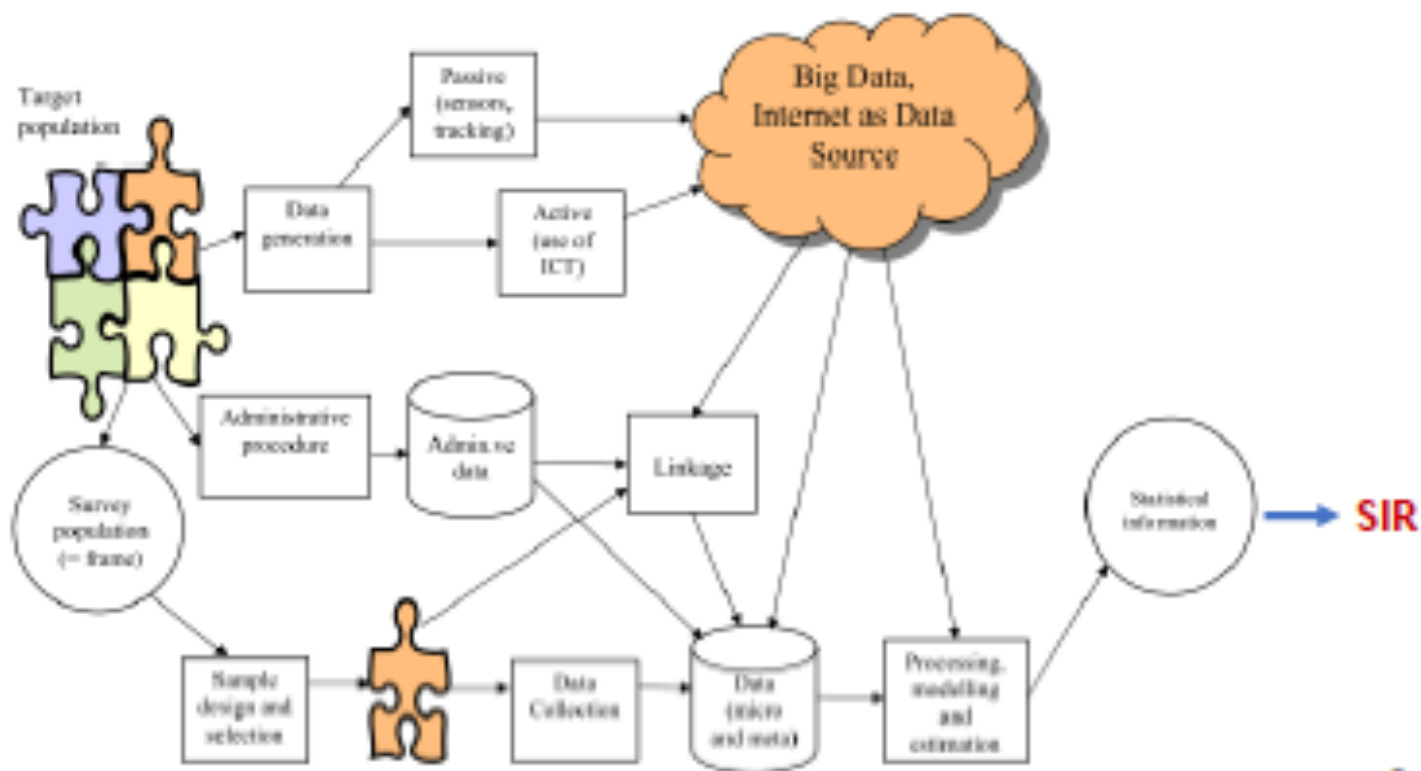 Target
population
Passive
(sensors,
tracking)
Big Data,
Internet as Data
Source
Data
generation
Active
(use of
ICT)
Administrative
procedure
Admin.ve
data
Linkage
Survey
population
(= frame)
Statistical
information
SIR
Sample
design and
selection
Data
Collection
Data
(micro
and meta)
Processing,
modelling
and
estimation